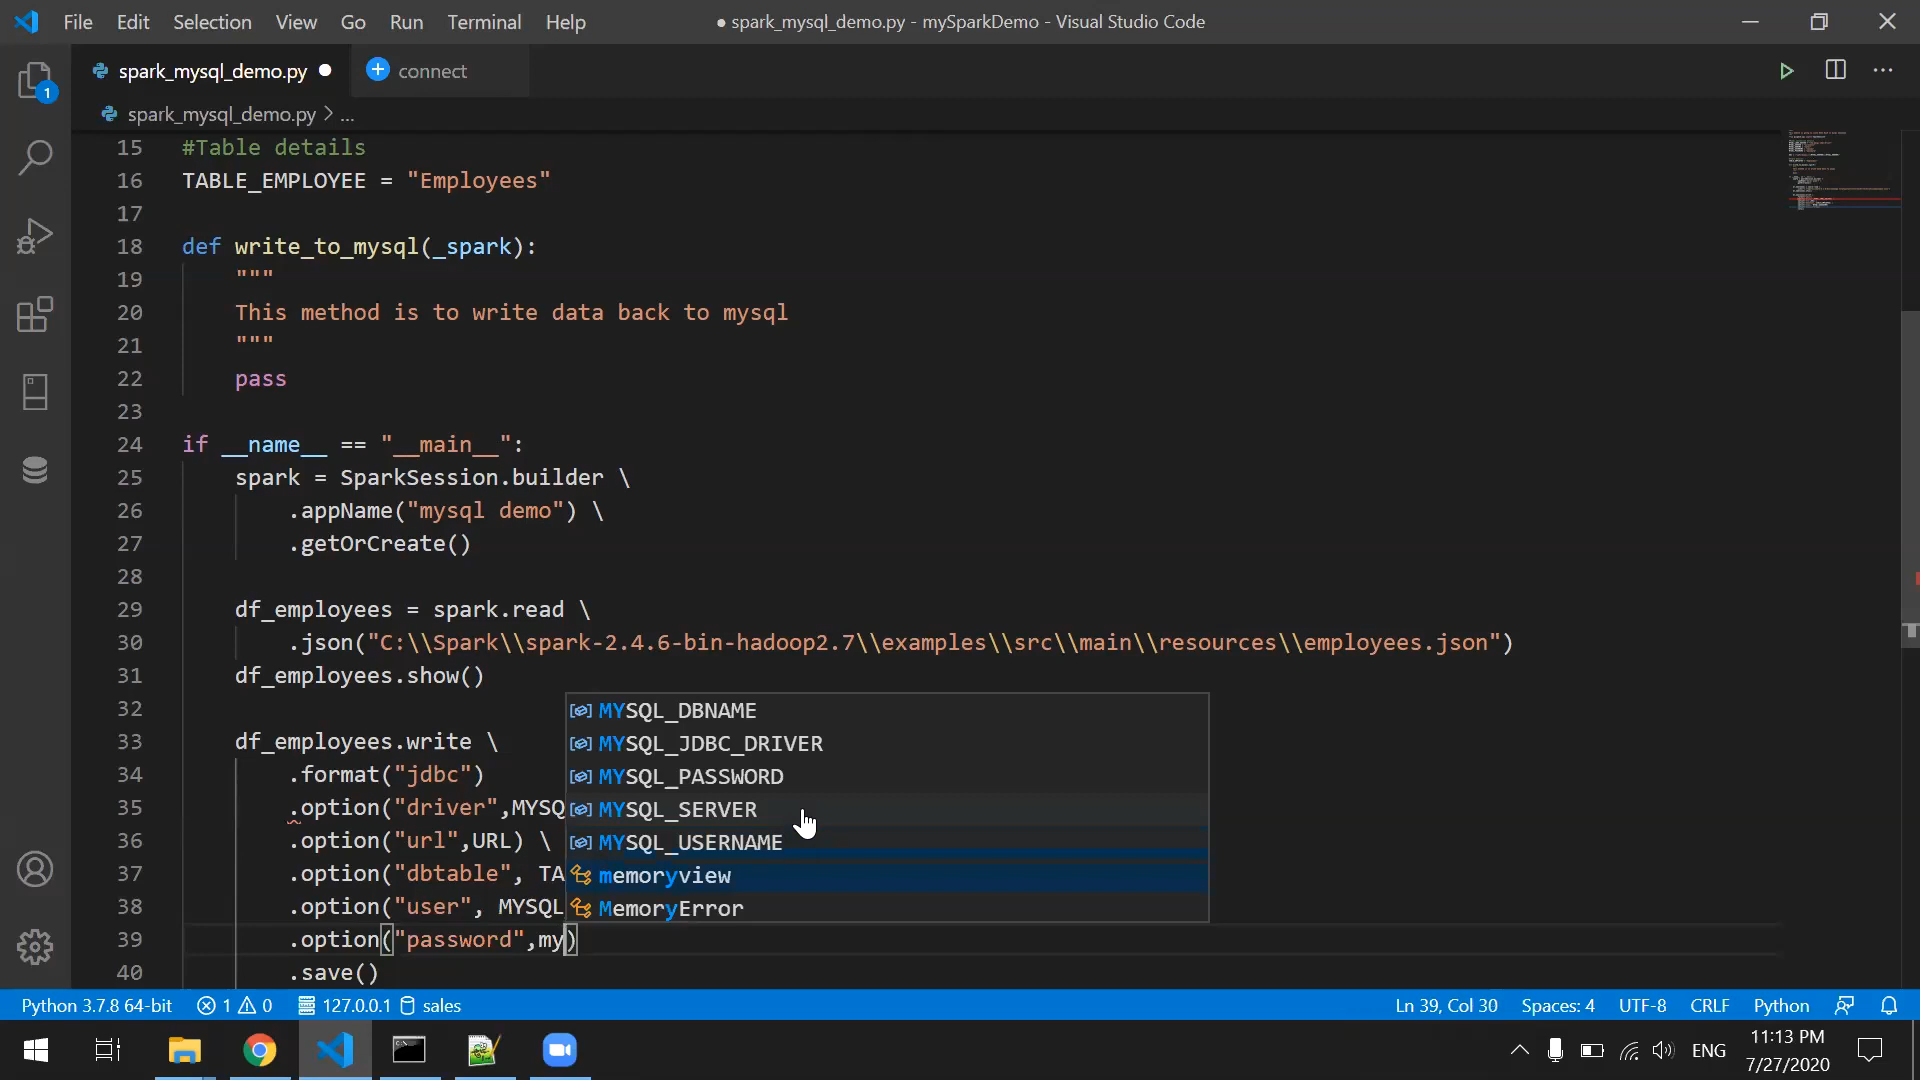 File Edit Selection View Go Run Terminal Help ● spark_mysql_demo.py - mySparkDemo - Visual Studio Code
spark_mysql_demo.py ● connect
spark_mysql_demo.py > ...
1
15 #Table details
16 TABLE_EMPLOYEE = "Employees"
17
18 def write_to_mysql(_spark):
19 """
20 This method is to write data back to mysql
21 """
22 pass
23
24 if __name__ == "__main__":
25 spark = SparkSession.builder \
26 .appName("mysql demo") \
27 .getOrCreate()
28
29 df_employees = spark.read \
30 .json("C:\\Spark\\spark-2.4.6-bin-hadoop2.7\\examples\\src\\main\\resources\\employees.json")
31 df_employees.show()
32
33 df_employees.write \
34 .format("jdbc")
35 .option("driver",MYSQ
36 .option("url",URL) \
37 .option("dbtable", TA
38 .option("user", MYSQL
39 .option("password",my)
40 .save()
MYSQL_DBNAME
MYSQL_JDBC_DRIVER
MYSQL_PASSWORD
MYSQL_SERVER
MYSQL_USERNAME
memoryview
MemoryError
Python 3.7.8 64-bit 1 0 127.0.0.1 sales Ln 39, Col 30 Spaces: 4 UTF-8 CRLF Python
ENG 11:13 PM
7/27/2020